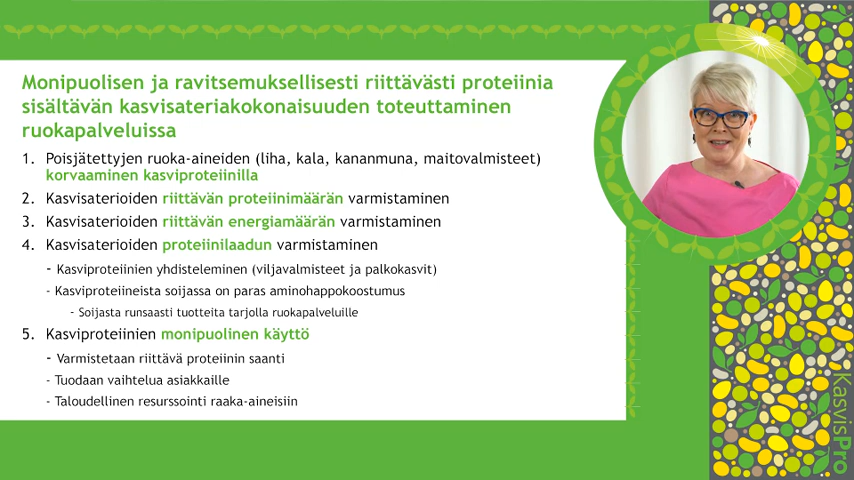 Monipuolisen ja ravitsemuksellisesti riittävästi proteiinia
sisältävän kasvisateriakokonaisuuden toteuttaminen
ruokapalveluissa
1. Poisjätettyjen ruoka-aineiden (liha, kala, kananmuna, maitovalmisteet)
korvaaminen kasviproteiinilla
2. Kasvisaterioiden riittävän proteiinimäärän varmistaminen
3. Kasvisaterioiden riittävän energiamäärän varmistaminen
4. Kasvisaterioiden proteiinilaadun varmistaminen
- Kasviproteiinien yhdisteleminen (viljavalmisteet ja palkokasvit)
- Kasviproteiineista soijassa on paras aminohappokoostumus
- Soijasta runsaasti tuotteita tarjolla ruokapalveluille
5. Kasviproteiinien monipuolinen käyttö
- Varmistetaan riittävä proteiinin saanti
- Tuodaan vaihtelua asiakkaille
- Taloudellinen resurssointi raaka-aineisiin
KasvisPro